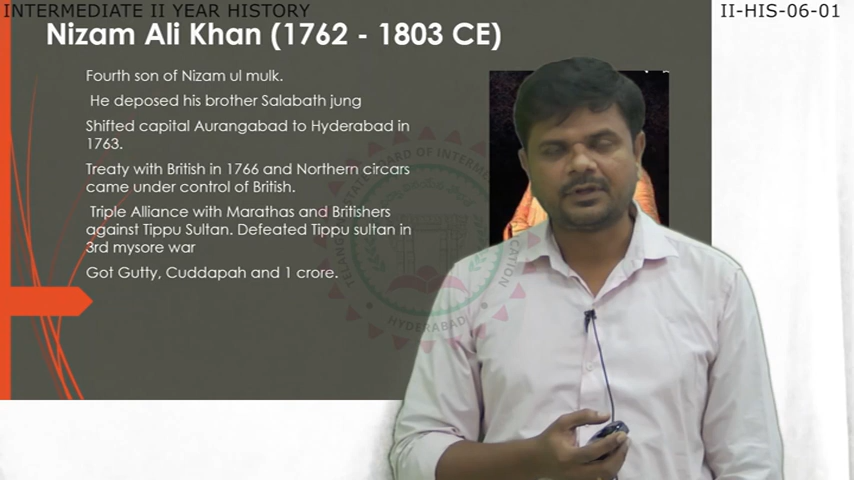 INTERMEDIATE II YEAR HISTORY
II-HIS-06-01
Nizam Ali Khan (1762 - 1803 CE)
Fourth son of Nizam ul mulk.
He deposed his brother Salabath jung
Shifted capital Aurangabad to Hyderabad in
1763.
Treaty with British in 1766 and Northern circars
came under control of British.
Triple Alliance with Marathas and Britishers
against Tippu Sultan. Defeated Tippu sultan in
3rd mysore war
Got Gutty, Cuddapah and 1 crore.
HYDERABAD